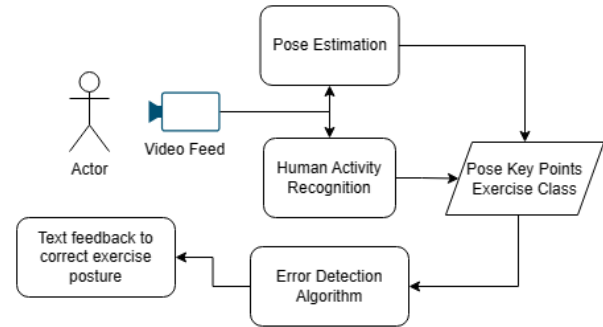 Pose Estimation
Actor
Video Feed
Human Activity
Recognition
Pose Key Points
Exercise Class
Text feedback to
correct exercise
posture
Error Detection
Algorithm